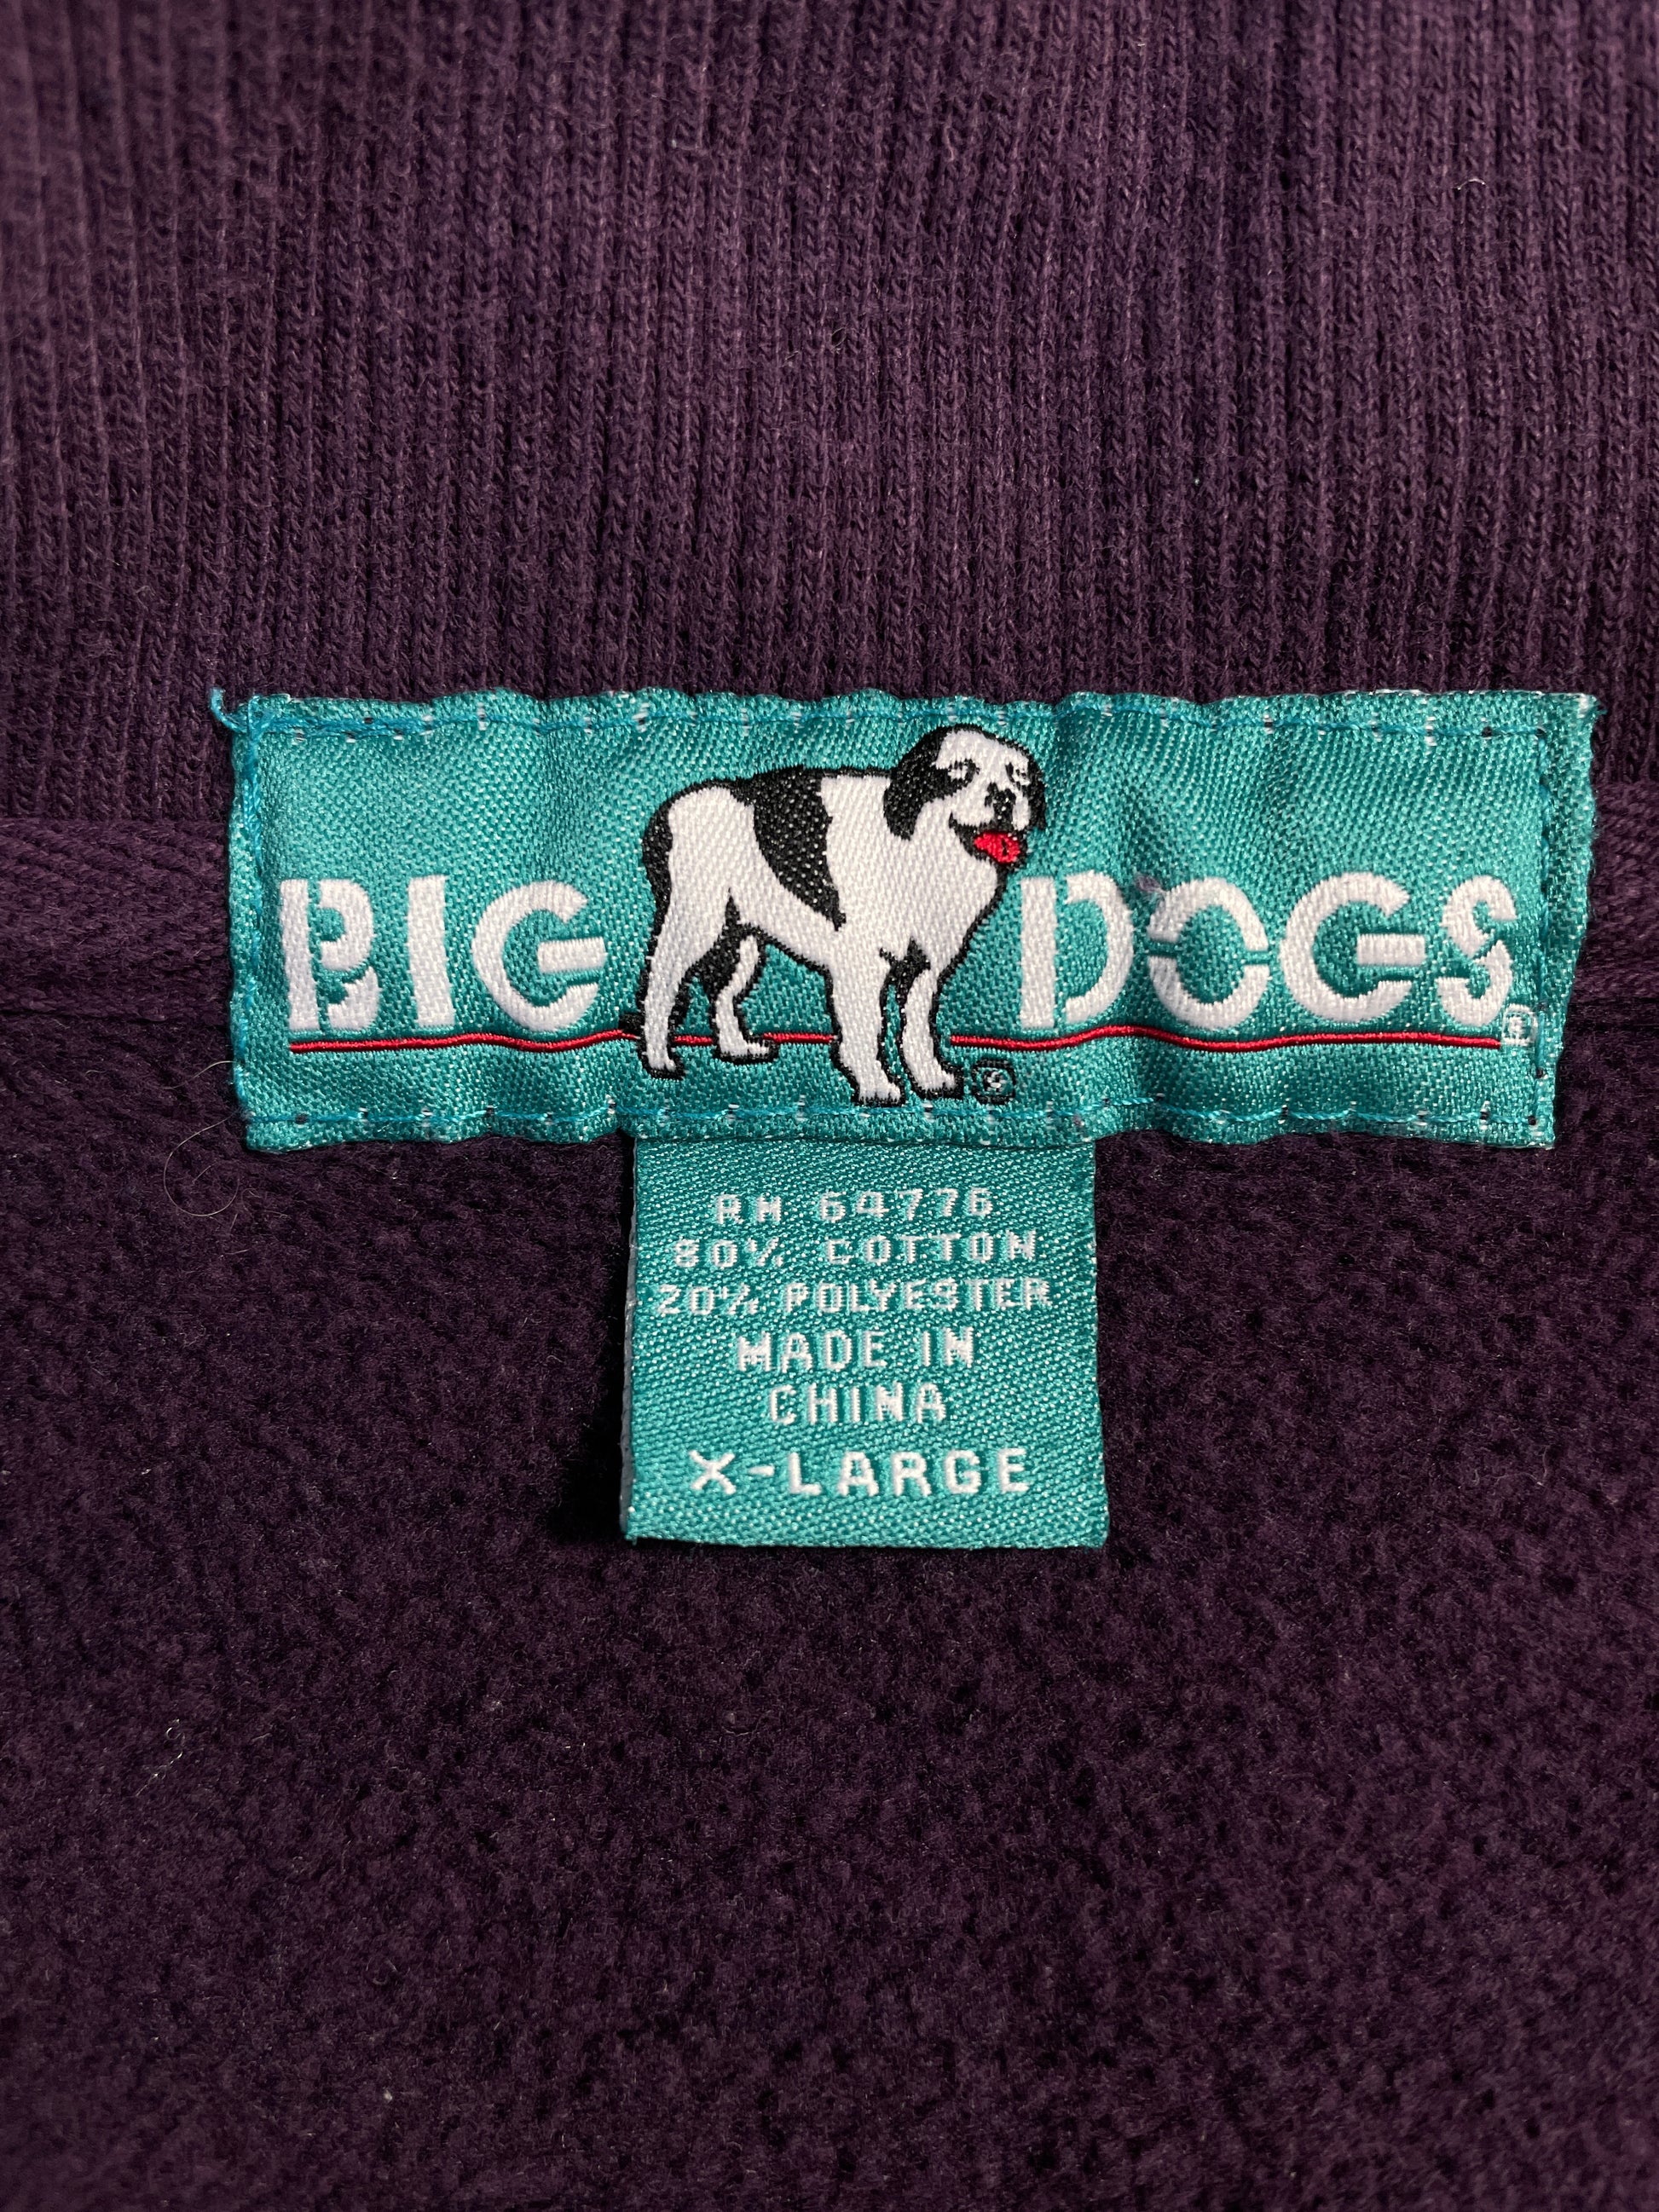 BIG DOGS®
®
RN 64776
80% COTTON
20% POLYESTER
MADE IN
CHINA
X-LARGE